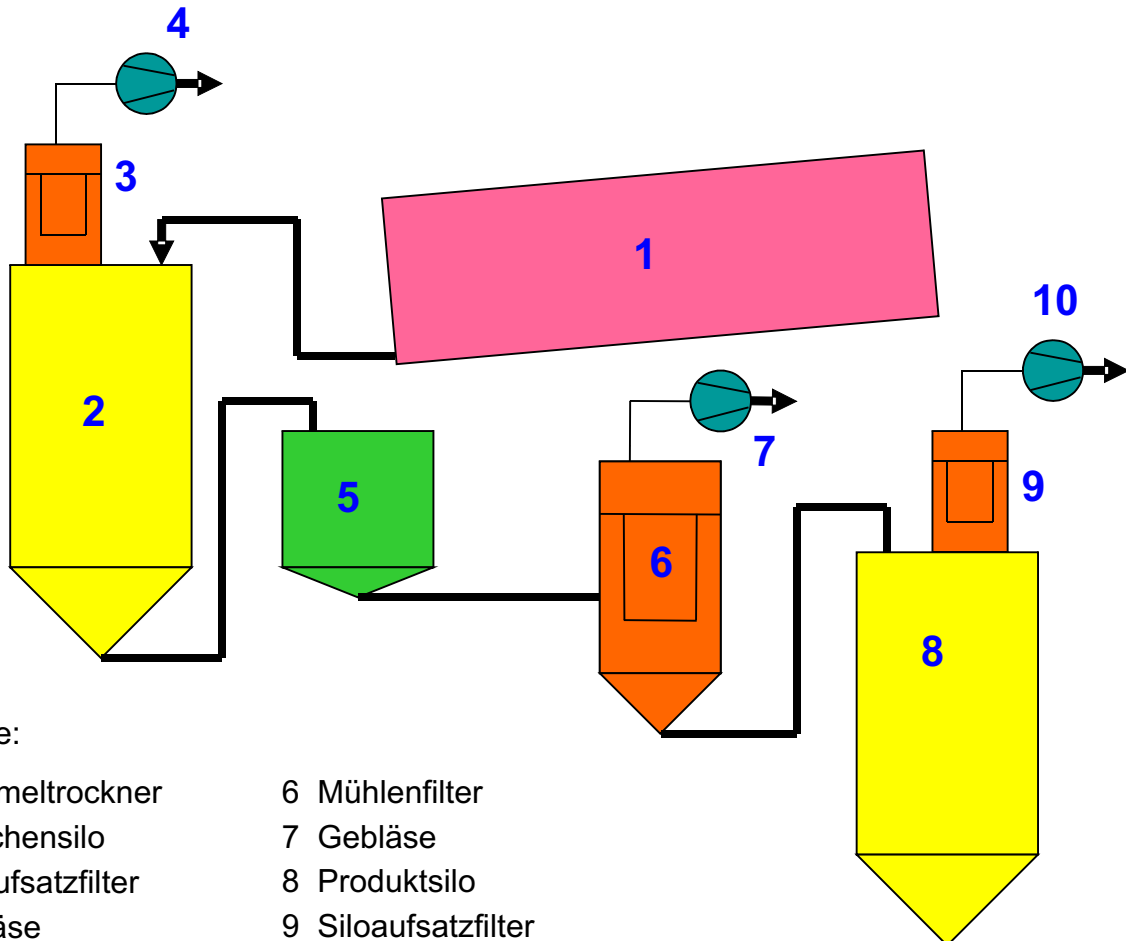 4
3
1
10
2
7
5
9
6
8
e:
meltrockner
chensilo
ufsatzfilter
äse
6 Mühlenfilter
7 Gebläse
8 Produktsilo
9 Siloaufsatzfilter